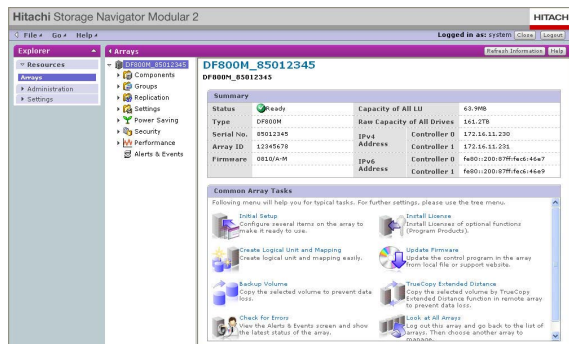 Hitachi Storage Navigator Modular 2
HITACHI
File Go Help
Logged in as: system Close Logout
Explorer
Arrays
Refresh Information Help
Resources
Arrays
Administration
Settings
DF800M_85012345
Components
Groups
Replication
Settings
Power Saving
Security
Performance
Alerts & Events
DF800M_85012345
DF800M_85012345
Summary
Status Ready Capacity of All LU 63.9MB
Type DF800M Raw Capacity of All Drives 161.2TB
Serial No. 85012345 IPv4 Address Controller 0 172.16.11.230
Array ID 12345678 Controller 1 172.16.11.231
Firmware 0810/A-M IPv6 Address Controller 0 fe80::200:87ff:fec6:46e7
Controller 1 fe80::200:87ff:fec6:46e9
Common Array Tasks
Following menu will help you for typical tasks. For further settings, please use the tree menu.
Initial Setup
Configure several items on the array to
make it ready to use.
Install License
Install Licenses of optional functions
(Program Products).
Create Logical Unit and Mapping
Create logical unit and mapping easily.
Update Firmware
Update the control program in the array
from local file or support website.
Backup Volume
Copy the selected volume to prevent data
loss.
TrueCopy Extended Distance
Copy the selected volume by TrueCopy
Extended Distance function in remote array
to prevent data loss.
Check for Errors
View the Alerts & Events screen and show
the latest status of the array.
Look at All Arrays
Log out this array and go back to the list of
arrays. Then choose another array to
manage.